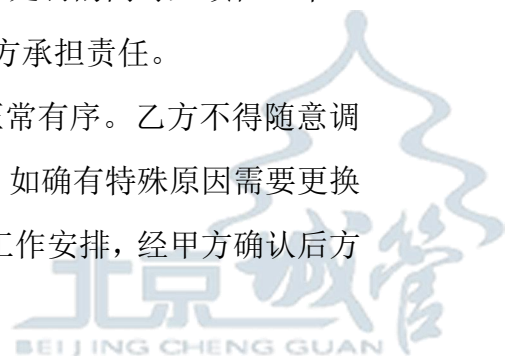 方承担责任。
常有序。乙方不得随意调
如确有特殊原因需要更换
工作安排，经甲方确认后方
北京城管
BEIJING CHENG GUAN